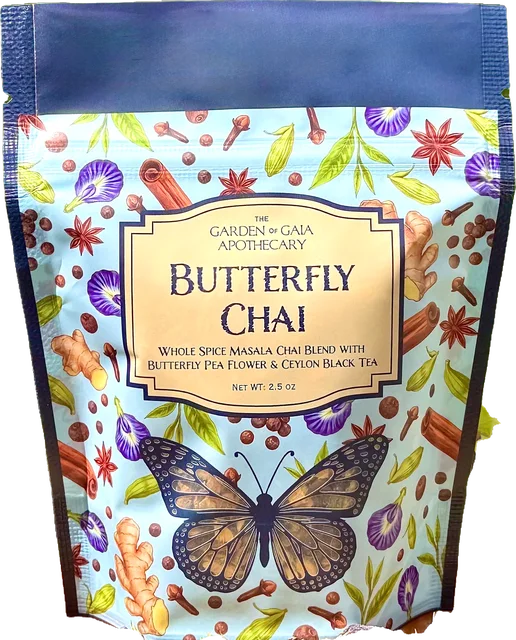 THE
GARDEN OF GAIA
APOTHECARY
BUTTERFLY
CHAI
WHOLE SPICE MASALA CHAI BLEND WITH
BUTTERFLY PEA FLOWER & CEYLON BLACK TEA
NET WT: 2.5 OZ